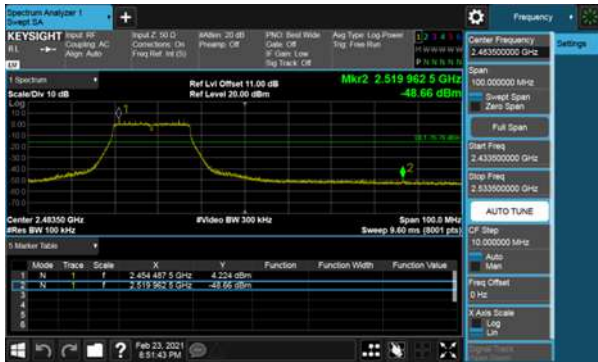 Spectrum Analyzer 1
Swept SA
+
Frequency
Settings
KEYSIGHT
Input: RF
Coupling: AC
Align: Auto
Input Z: 50 Ω
Corrections: On
Freq Ref: Int (S)
#Atten: 20 dB
Preamp: Off
PNO: Best Wide
Gate: Off
IF Gain: Low
Sig Track: Off
Avg Type: Log-Power
Trig: Free Run
Center Frequency
2.483500000 GHz
Span
100.000000 MHz
Swept Span
Zero Span
Full Span
Start Freq
2.433500000 GHz
Stop Freq
2.533500000 GHz
AUTO TUNE
CF Step
10.000000 MHz
Auto
Man
Freq Offset
0 Hz
X Axis Scale
Log
Lin
Signal Track
1 Spectrum
Scale/Div 10 dB
Ref Lvl Offset 11.00 dB
Ref Level 20.00 dBm
Mkr2 2.519 962 5 GHz
-48.66 dBm
Log
10.0
0.00
-10.0
-20.0
-30.0
-40.0
-50.0
-60.0
-70.0
1
2
Center 2.48350 GHz
#Res BW 100 kHz
#Video BW 300 kHz
Span 100.0 MHz
Sweep 9.60 ms (8001 pts)
5 Marker Table
Mode Trace Scale X Y Function Function Width Function Value
1 N 1 f 2.454 487 5 GHz 4.224 dBm
2 N 1 f 2.519 962 5 GHz -48.66 dBm
3
4
5
6
?
Feb 23, 2021
8:51:43 PM